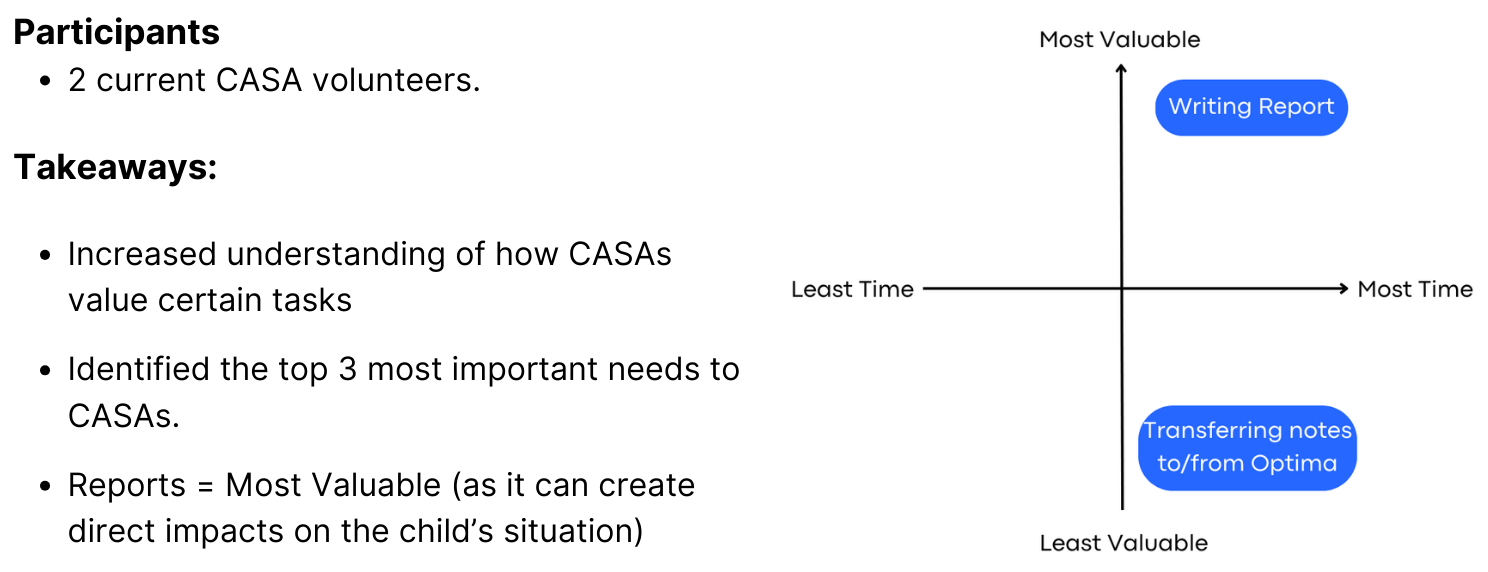 Participants
• 2 current CASA volunteers.
Takeaways:
• Increased understanding of how CASAs
value certain tasks
• Identified the top 3 most important needs to
CASAs.
• Reports = Most Valuable (as it can create
direct impacts on the child’s situation)
Most Valuable
Writing Report
Least Time
Most Time
Transferring notes
to/from Optima
Least Valuable